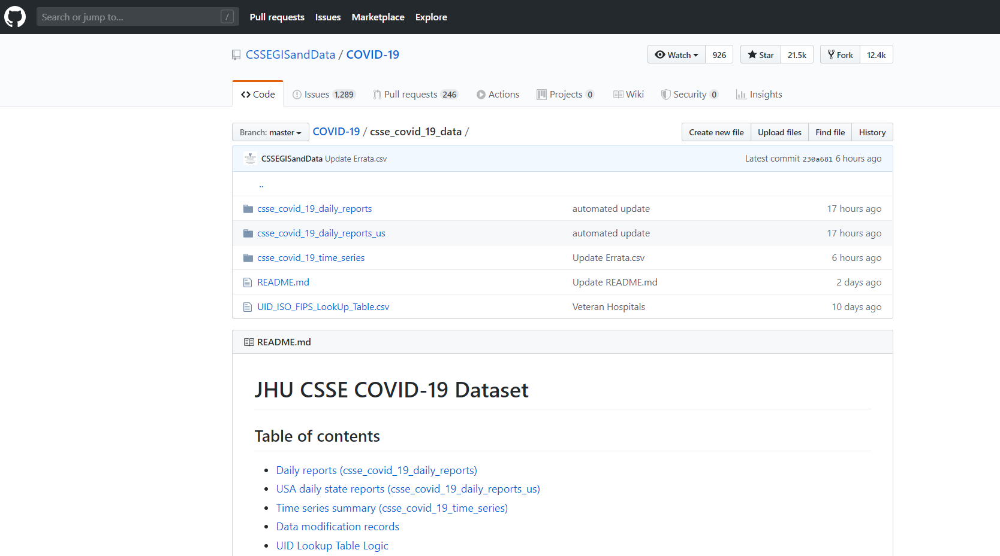 Search or jump to... /
Pull requests Issues Marketplace Explore
CSSEGISandData / COVID-19
Watch 926 Star 21.5k Fork 12.4k
Code Issues 1,289 Pull requests 246 Actions Projects 0 Wiki Security 0 Insights
Branch: master COVID-19 / csse_covid_19_data / Create new file Upload files Find file History
CSSEGISandData Update Errata.csv Latest commit 230a681 6 hours ago
..
csse_covid_19_daily_reports automated update 17 hours ago
csse_covid_19_daily_reports_us automated update 17 hours ago
csse_covid_19_time_series Update Errata.csv 6 hours ago
README.md Update README.md 2 days ago
UID_ISO_FIPS_LookUp_Table.csv Veteran Hospitals 10 days ago
README.md
JHU CSSE COVID-19 Dataset
Table of contents
• Daily reports (csse_covid_19_daily_reports)
• USA daily state reports (csse_covid_19_daily_reports_us)
• Time series summary (csse_covid_19_time_series)
• Data modification records
• UID Lookup Table Logic